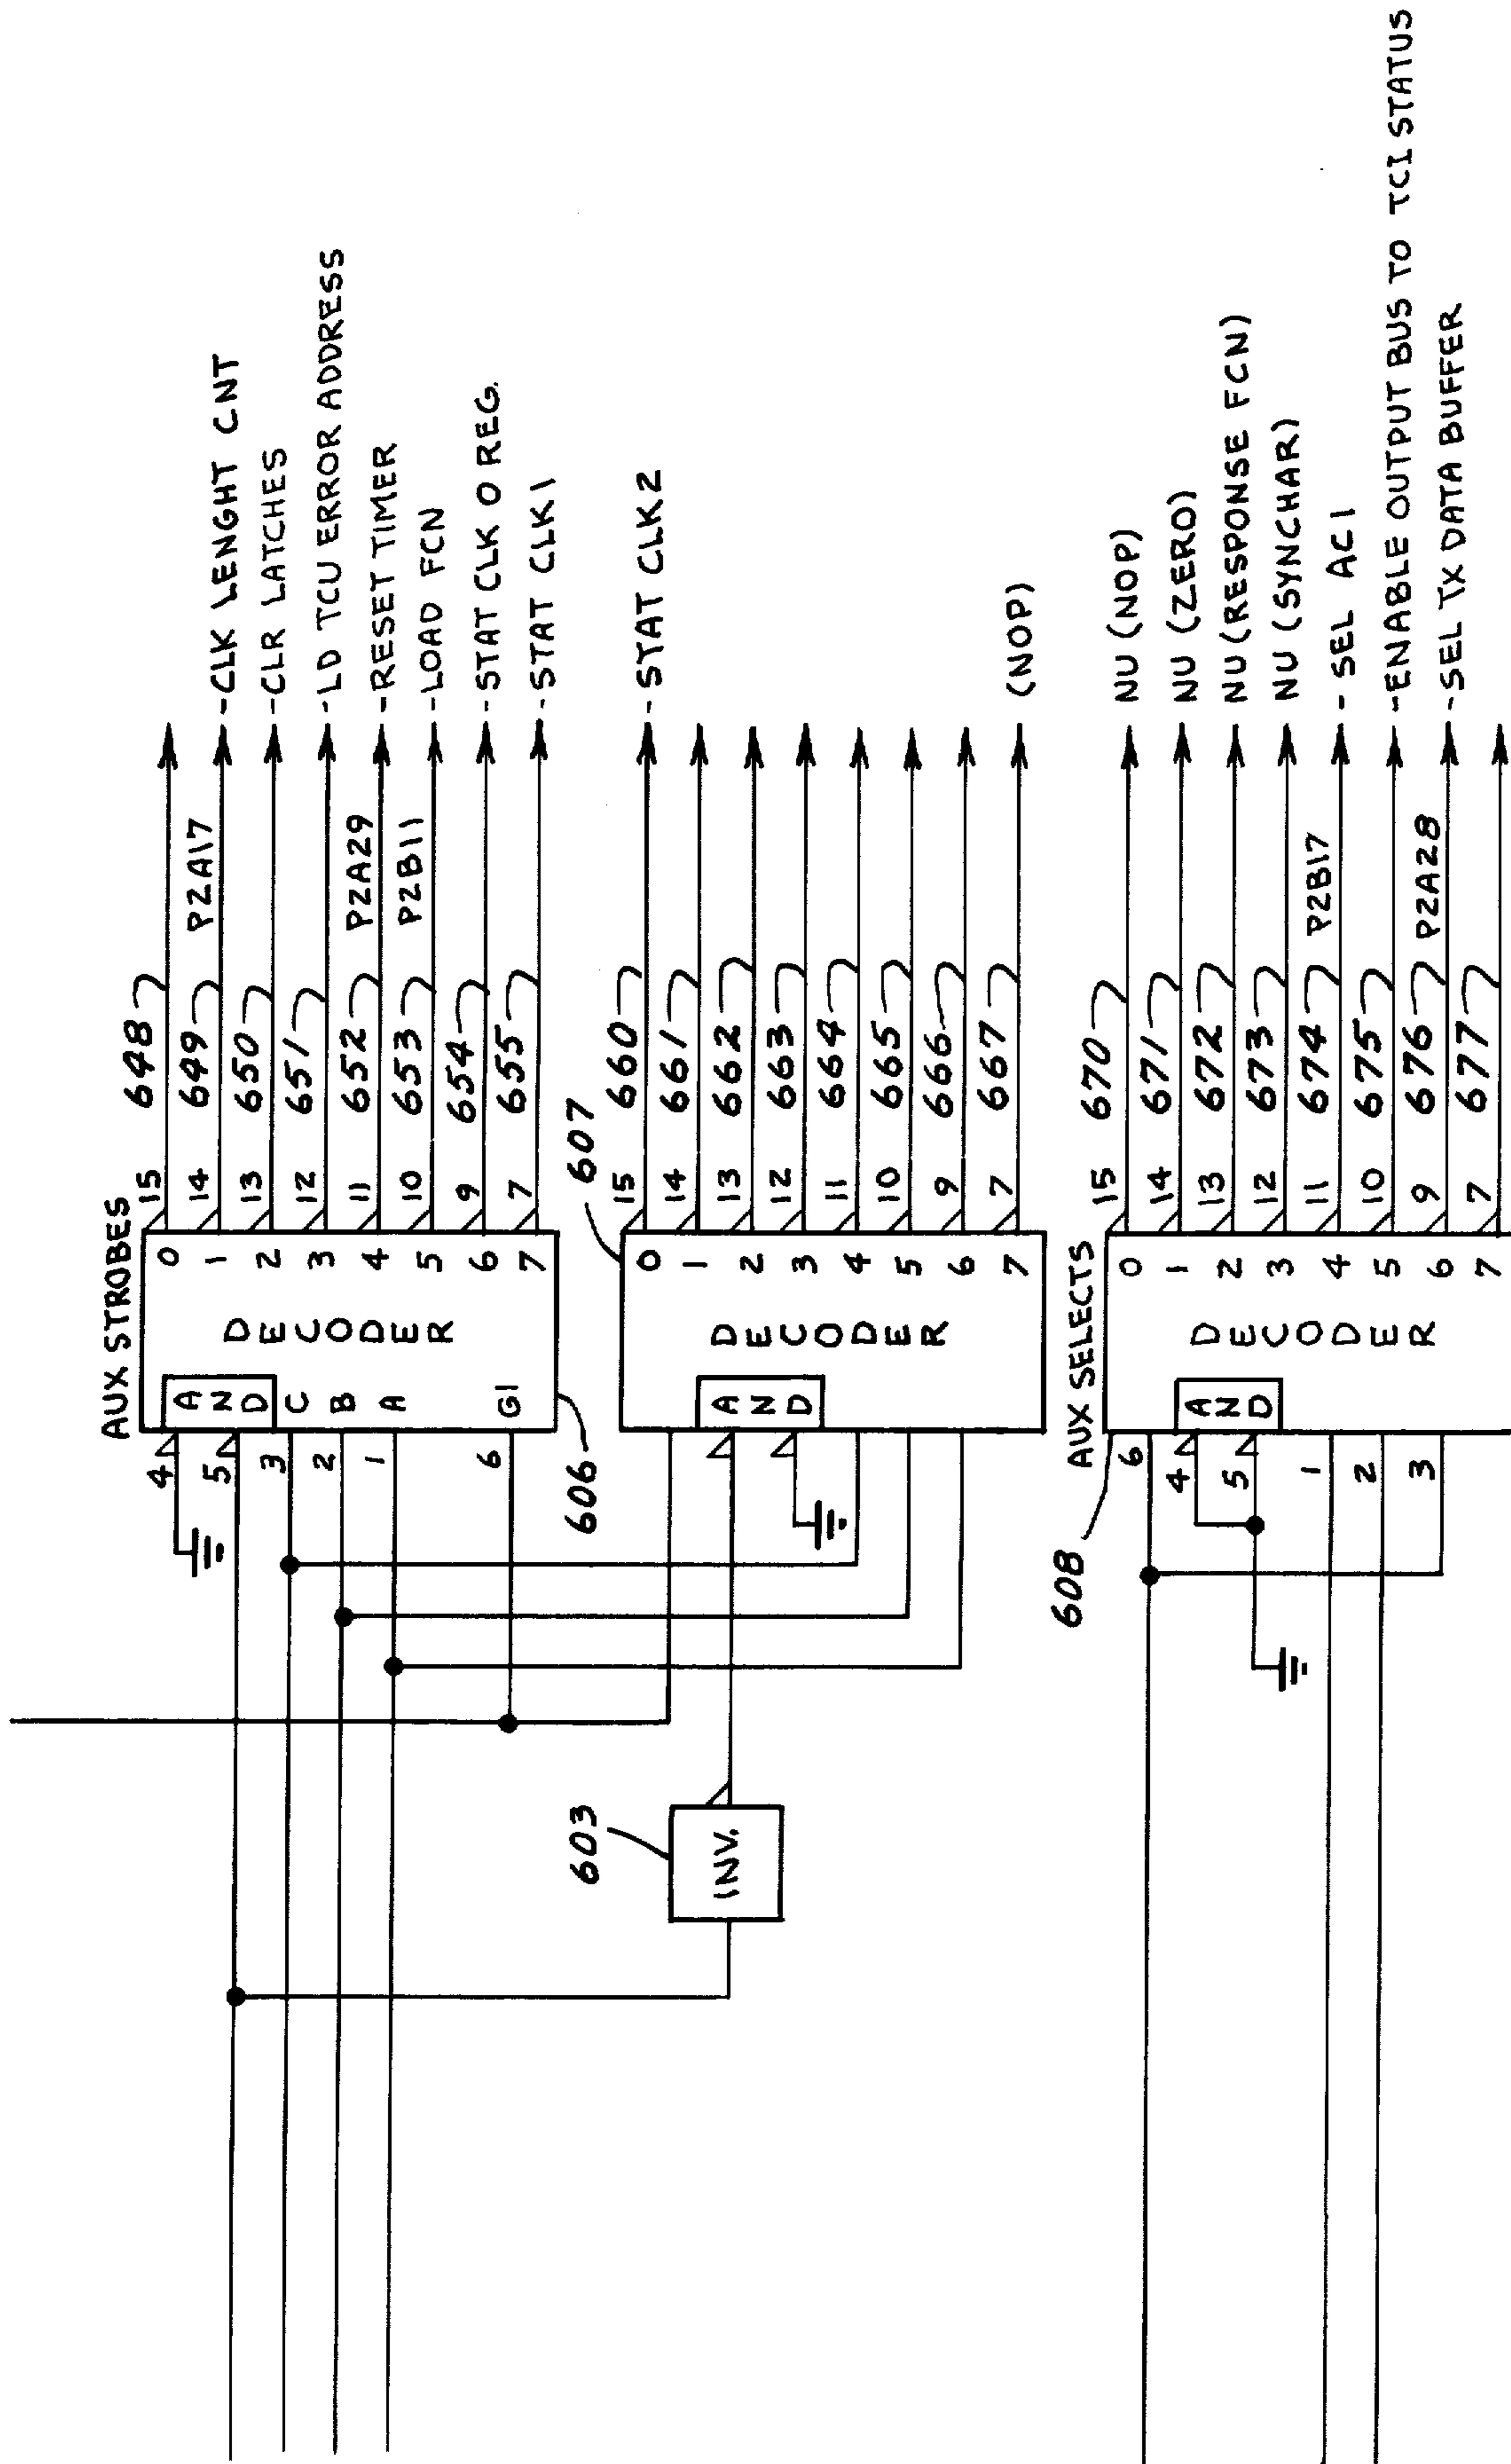 AUX STROBES
AND
C
B
A
G1
DECODER
0
1
2
3
4
5
6
7
4
5
3
2
1
6
606
15 648
14 649 P2A17 -CLK LENGHT CNT
13 650 -CLR LATCHES
12 651 -LD TCU ERROR ADDRESS
11 652 P2A29 -RESET TIMER
10 653 P2B11 -LOAD FCN
9 654 -STAT CLK 0 REG.
7 655 -STAT CLK1
603
INV.
607
AND
DECODER
0
1
2
3
4
5
6
7
15 660 -STAT CLK2
14 661
13 662
12 663
11 664
10 665
9 666
7 667 (NOP)
AUX SELECTS
608
6
4
5
1
2
3
AND
DECODER
0
1
2
3
4
5
6
7
15 670 NU (NOP)
14 671 NU (ZERO)
13 672 NU (RESPONSE FCN)
12 673 NU (SYNCHAR)
11 674 P2B17 -SEL AC1
10 675 -ENABLE OUTPUT BUS TO TCI STATUS
9 676 P2A28 -SEL TX DATA BUFFER
7 677